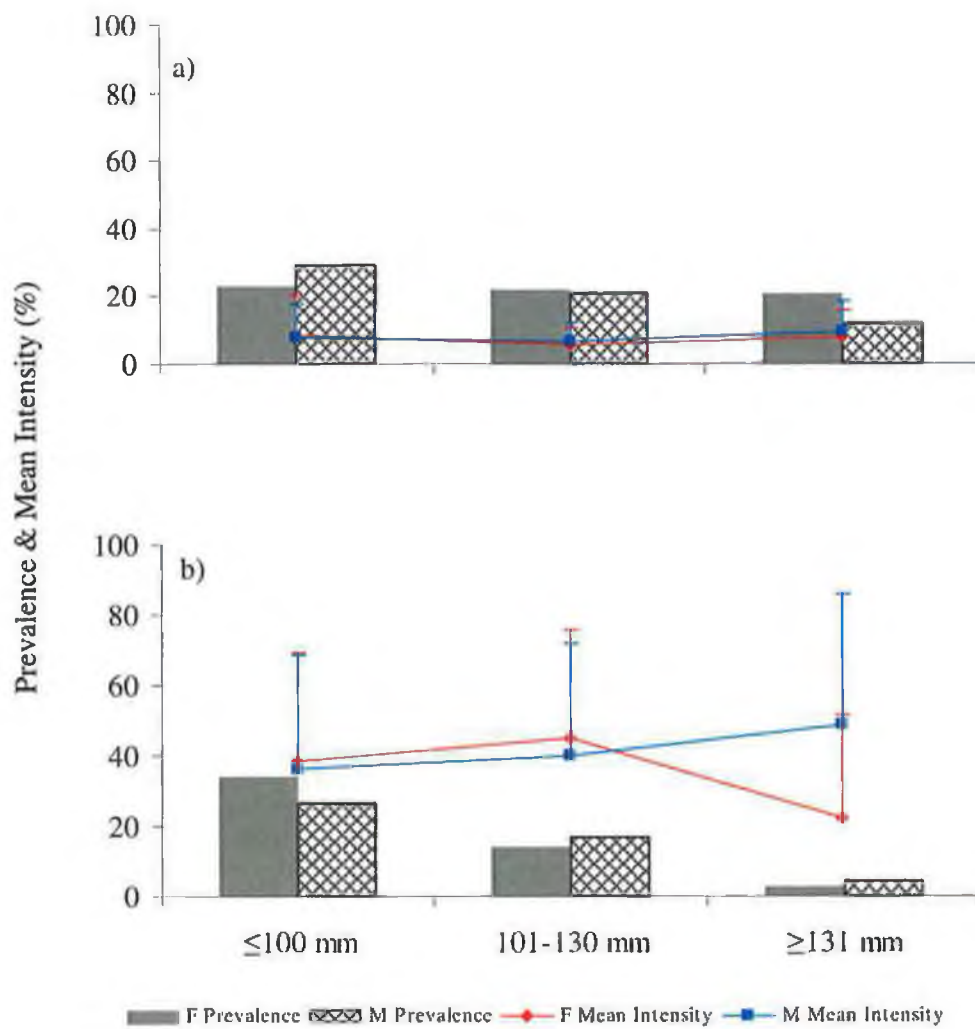 Prevalence & Mean Intensity (%)
a)
100
80
60
40
20
0
b)
100
80
60
40
20
0
≤100 mm 101-130 mm ≥131 mm
F Prevalence M Prevalence F Mean Intensity M Mean Intensity